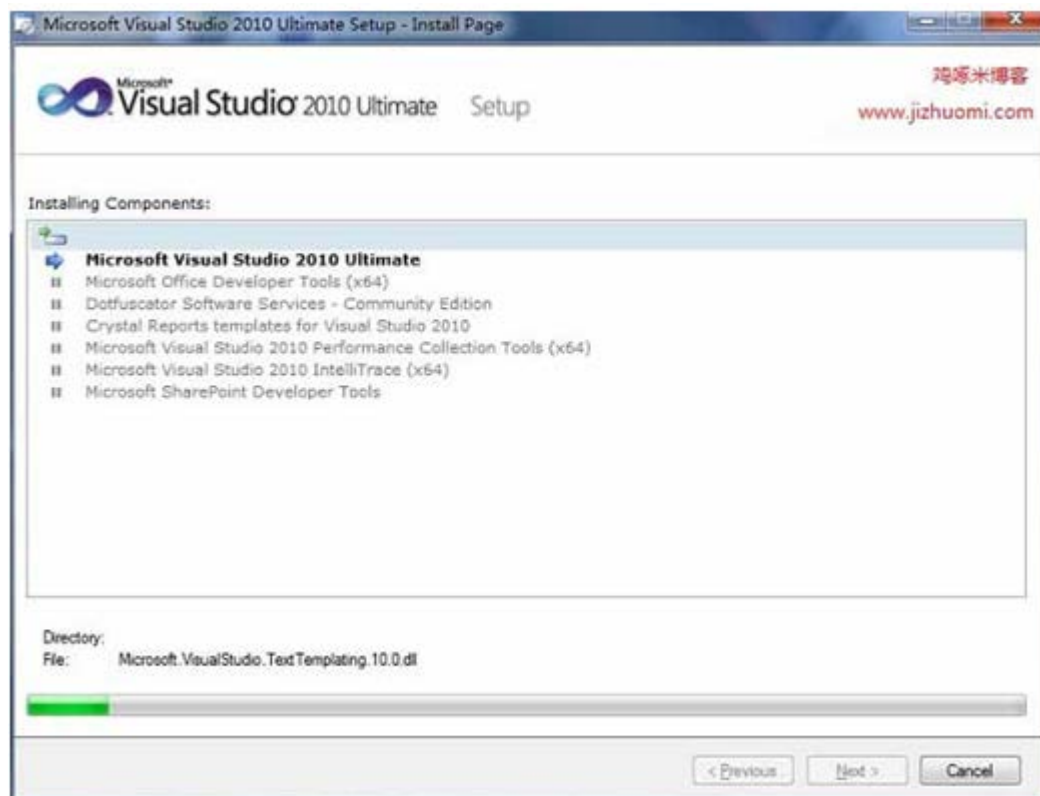 Microsoft Visual Studio 2010 Ultimate Setup - Install Page
Microsoft®
Visual Studio® 2010 Ultimate Setup
鸡啄米博客
www.jizhuomi.com
Installing Components:
Microsoft Visual Studio 2010 Ultimate
Microsoft Office Developer Tools (x64)
Dotfuscator Software Services - Community Edition
Crystal Reports templates for Visual Studio 2010
Microsoft Visual Studio 2010 Performance Collection Tools (x64)
Microsoft Visual Studio 2010 IntelliTrace (x64)
Microsoft SharePoint Developer Tools
Directory:
File: Microsoft.VisualStudio.TextTemplating.10.0.dll
< Previous
Next >
Cancel